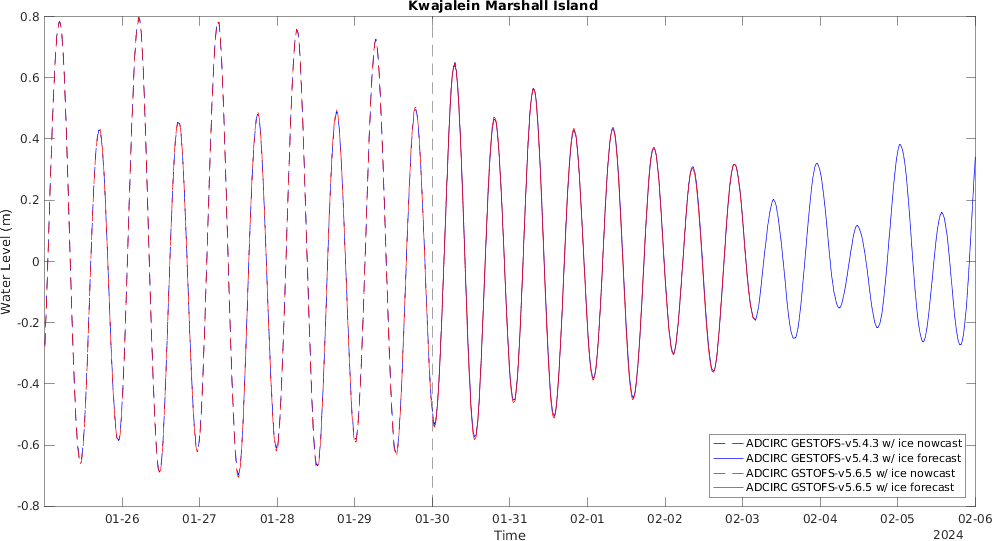 Kwajalein Marshall Island
0.8
0.6
0.4
0.2
0
-0.2
-0.4
-0.6
-0.8
Water Level (m)
ADCIRC GESTOFS-v5.4.3 w/ ice nowcast
ADCIRC GESTOFS-v5.4.3 w/ ice forecast
ADCIRC GSTOFS-v5.6.5 w/ ice nowcast
ADCIRC GSTOFS-v5.6.5 w/ ice forecast
01-26 01-27 01-28 01-29 01-30 01-31 02-01 02-02 02-03 02-04 02-05 02-06
Time
2024